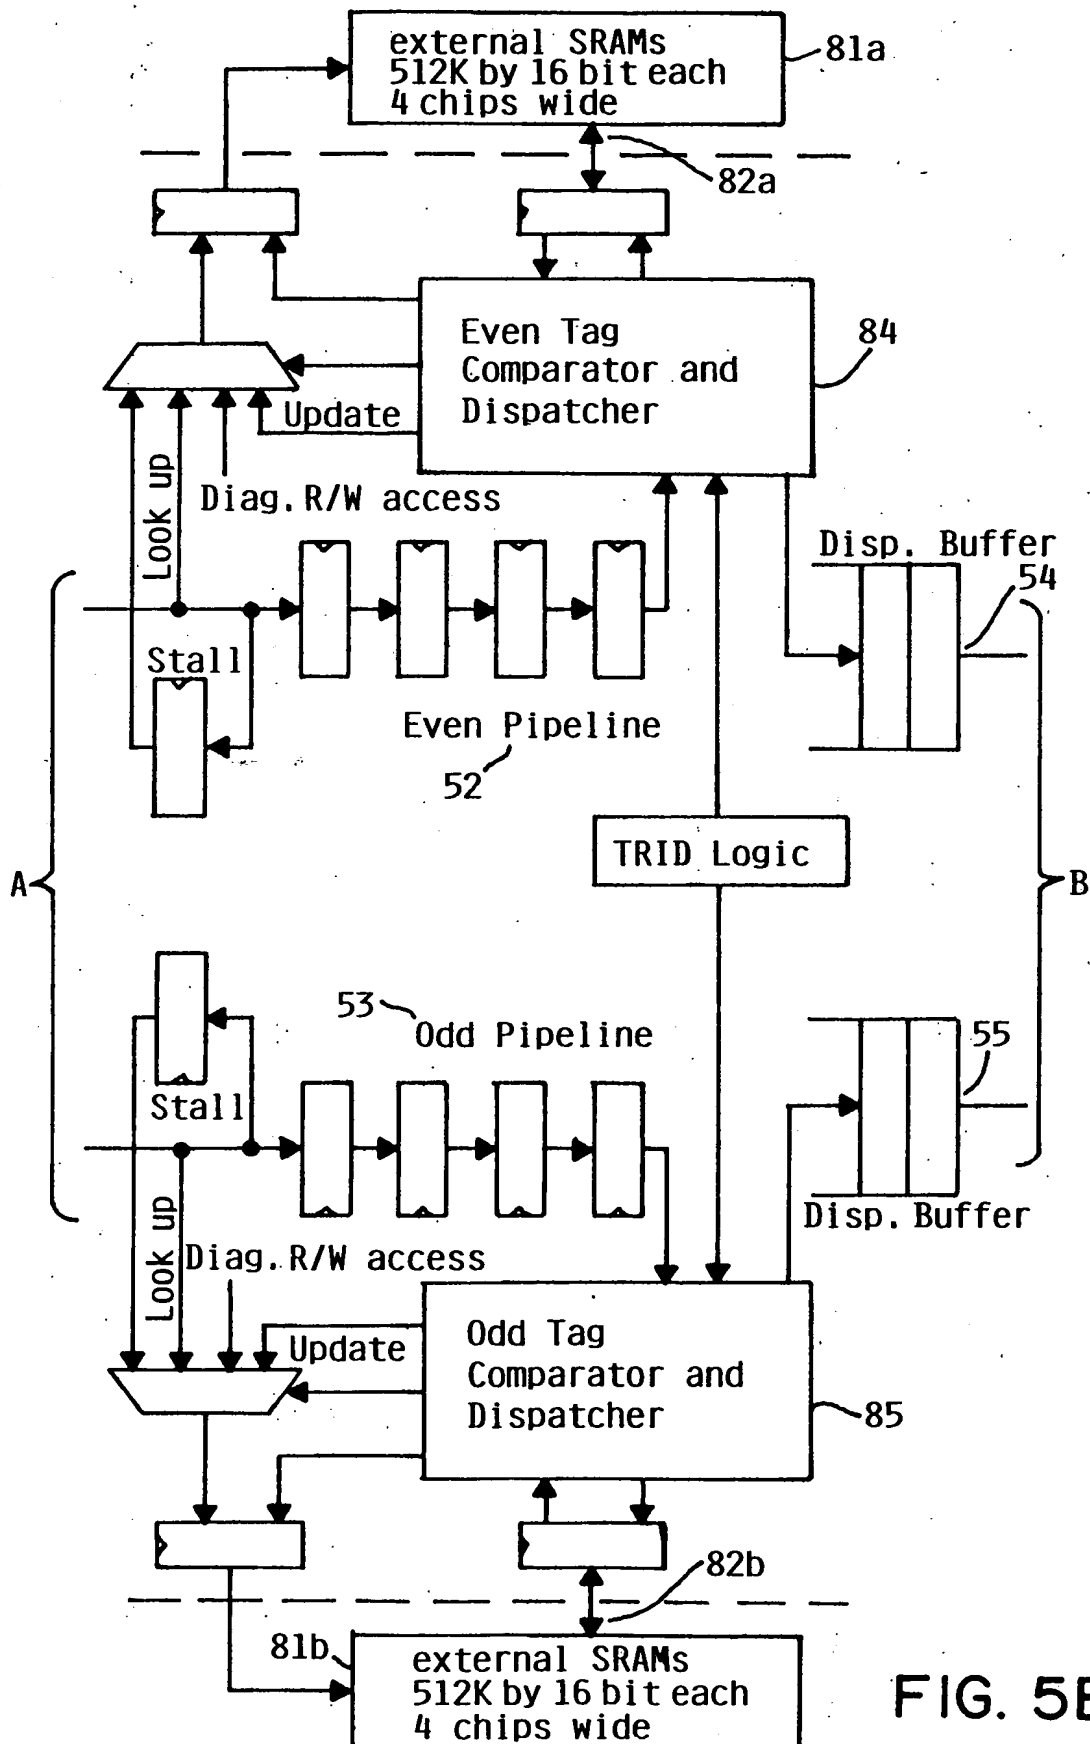 external SRAMs
512K by 16 bit each
4 chips wide
81a
82a
Even Tag
Comparator and
Dispatcher
84
Update
Look up
Diag. R/W access
Disp. Buffer
54
Stall
Even Pipeline
52
TRID Logic
A
B
53
Odd Pipeline
55
Stall
Disp. Buffer
Look up
Diag. R/W access
Odd Tag
Comparator and
Dispatcher
Update
85
82b
81b
external SRAMs
512K by 16 bit each
4 chips wide